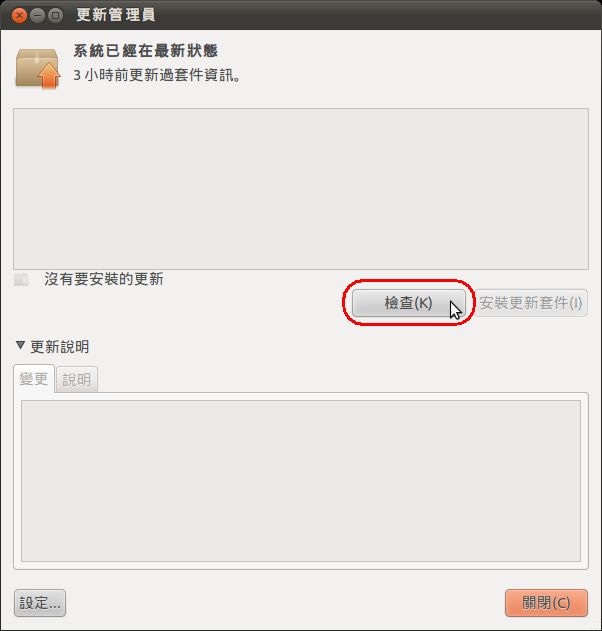 更新管理員
系統已經在最新狀態
3 小時前更新過套件資訊。
沒有要安裝的更新
檢查(K)
安裝更新套件(I)
更新說明
變更
說明
設定...
關閉(C)